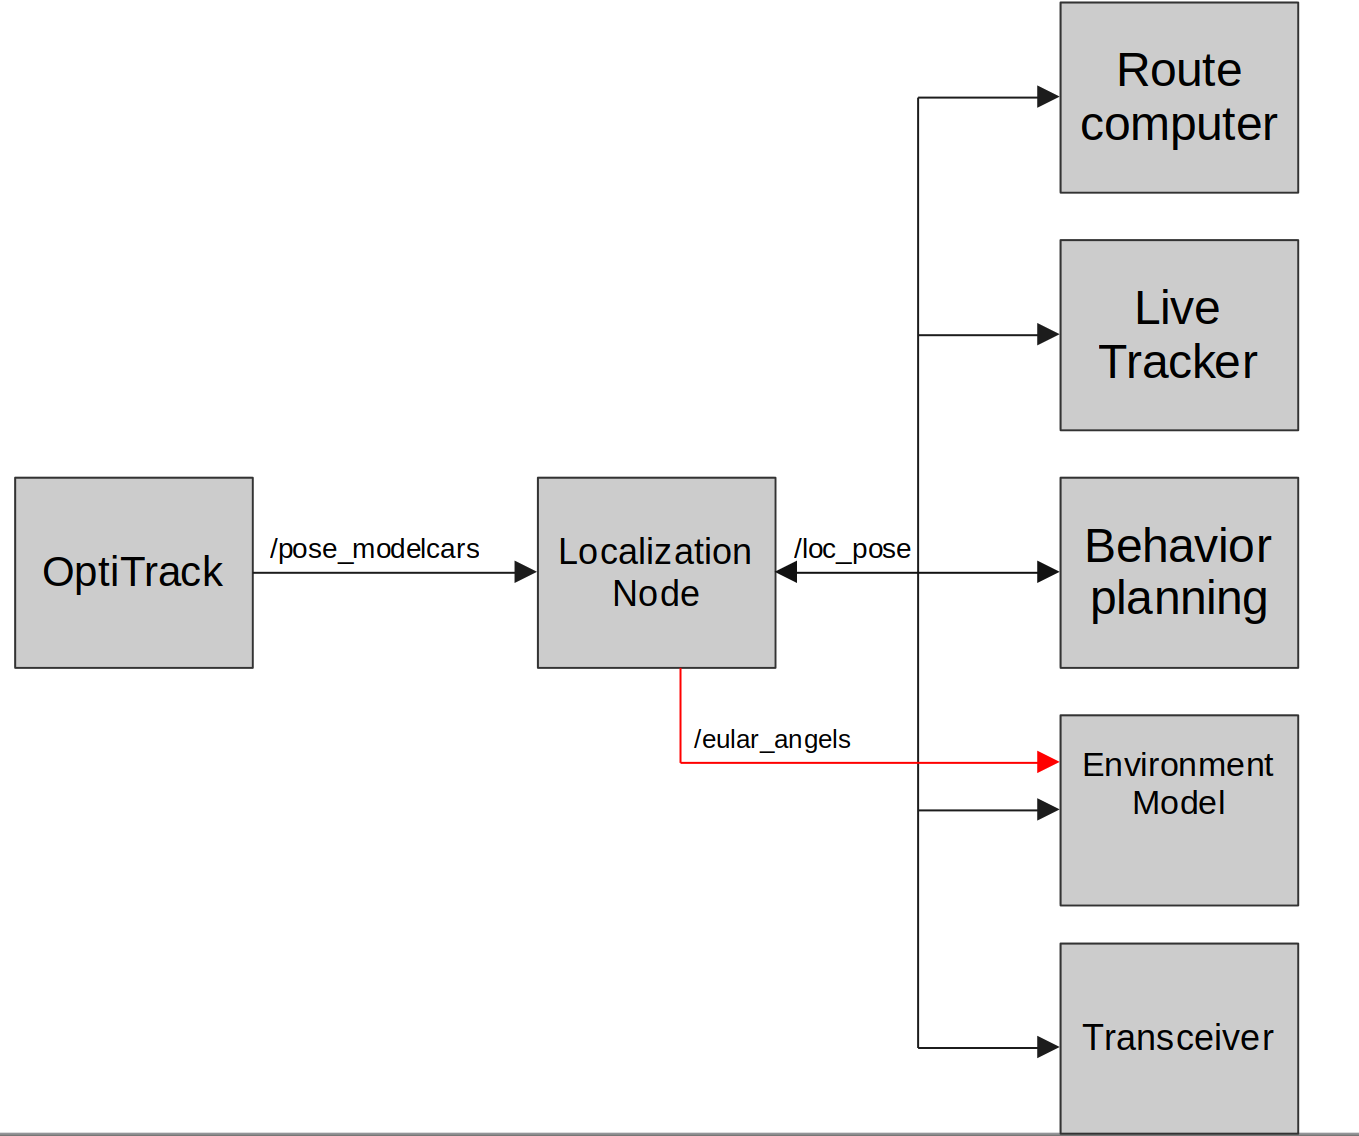 Route
computer
Live
Tracker
OptiTrack
/pose_modelcars
Localization
Node
/loc_pose
Behavior
planning
/eular_angels
Environment
Model
Transceiver